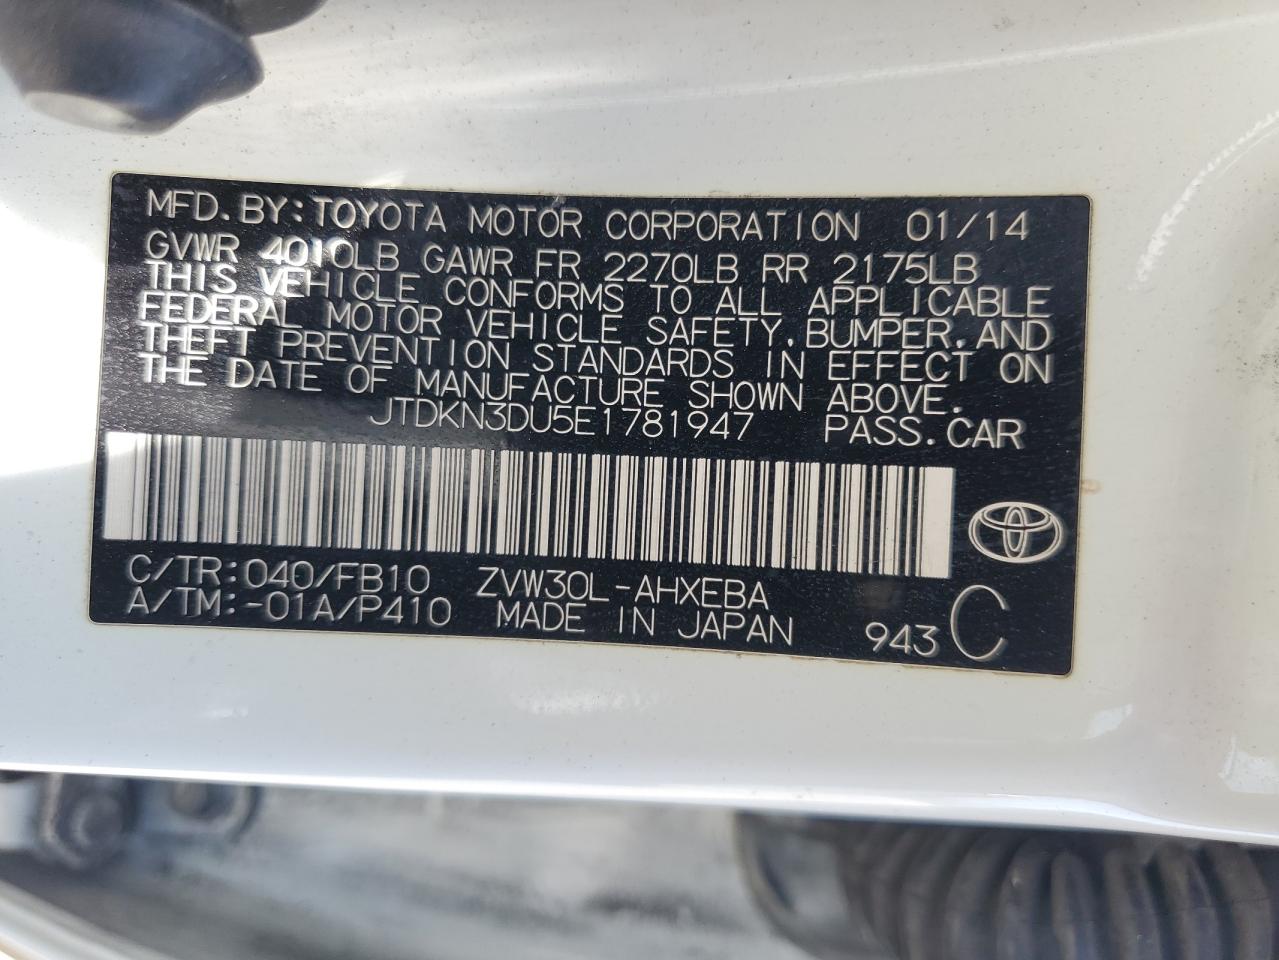 MFD.BY:TOYOTA MOTOR CORPORATION 01/14
GVWR 4010LB GAWR FR 2270LB RR 2175LB
THIS VEHICLE CONFORMS TO ALL APPLICABLE
FEDERAL MOTOR VEHICLE SAFETY,BUMPER,AND
THEFT PREVENTION STANDARDS IN EFFECT ON
THE DATE OF MANUFACTURE SHOWN ABOVE.
JTDKN3DU5E1781947 PASS.CAR
C/TR:040/FB10 ZVW30L-AHXEBA
A/TM:-01A/P410 MADE IN JAPAN 943 C